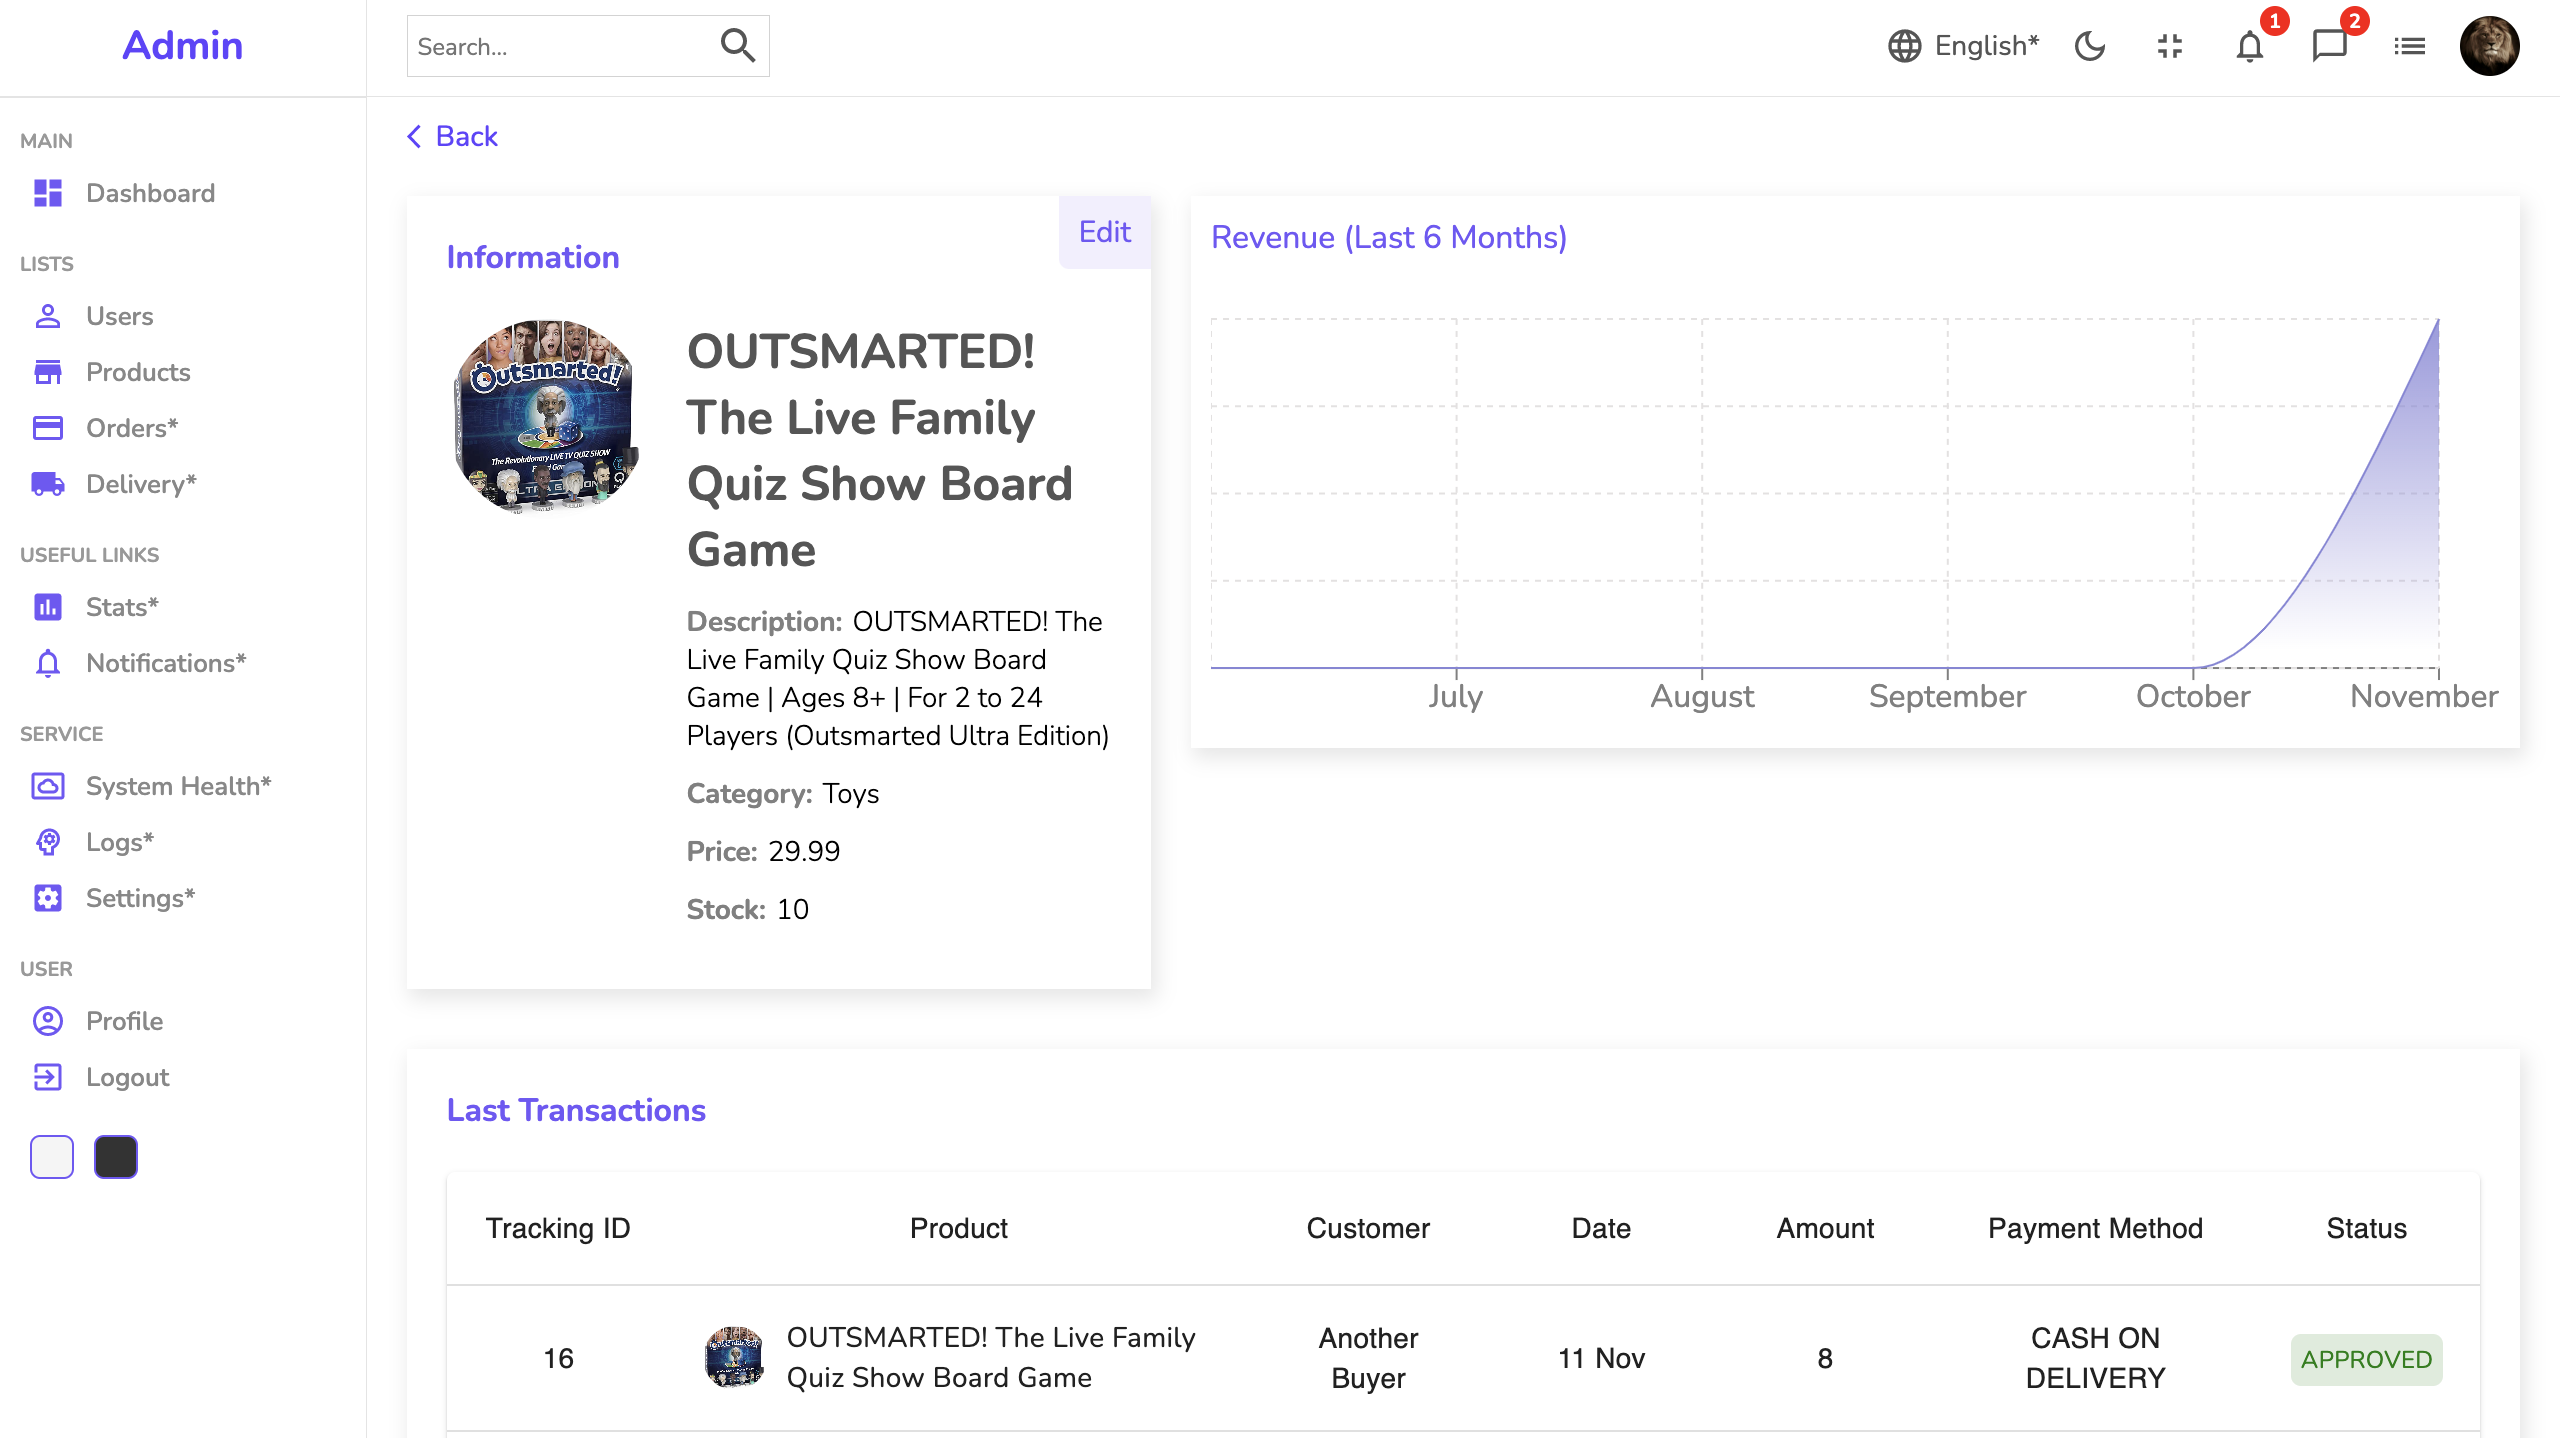 Admin
Search...
English*
1
2
MAIN
Dashboard
LISTS
Users
Products
Orders*
Delivery*
USEFUL LINKS
Stats*
Notifications*
SERVICE
System Health*
Logs*
Settings*
USER
Profile
Logout
Back
Edit
Information
Outsmarted!
The Revolutionary LIVE TV QUIZ SHOW
OUTSMARTED!
The Live Family
Quiz Show Board
Game
Description: OUTSMARTED! The
Live Family Quiz Show Board
Game | Ages 8+ | For 2 to 24
Players (Outsmarted Ultra Edition)
Category: Toys
Price: 29.99
Stock: 10
Revenue (Last 6 Months)
July August September October November
Last Transactions
Tracking ID Product Customer Date Amount Payment Method Status
16 OUTSMARTED! The Live Family Quiz Show Board Game Another Buyer 11 Nov 8 CASH ON DELIVERY APPROVED